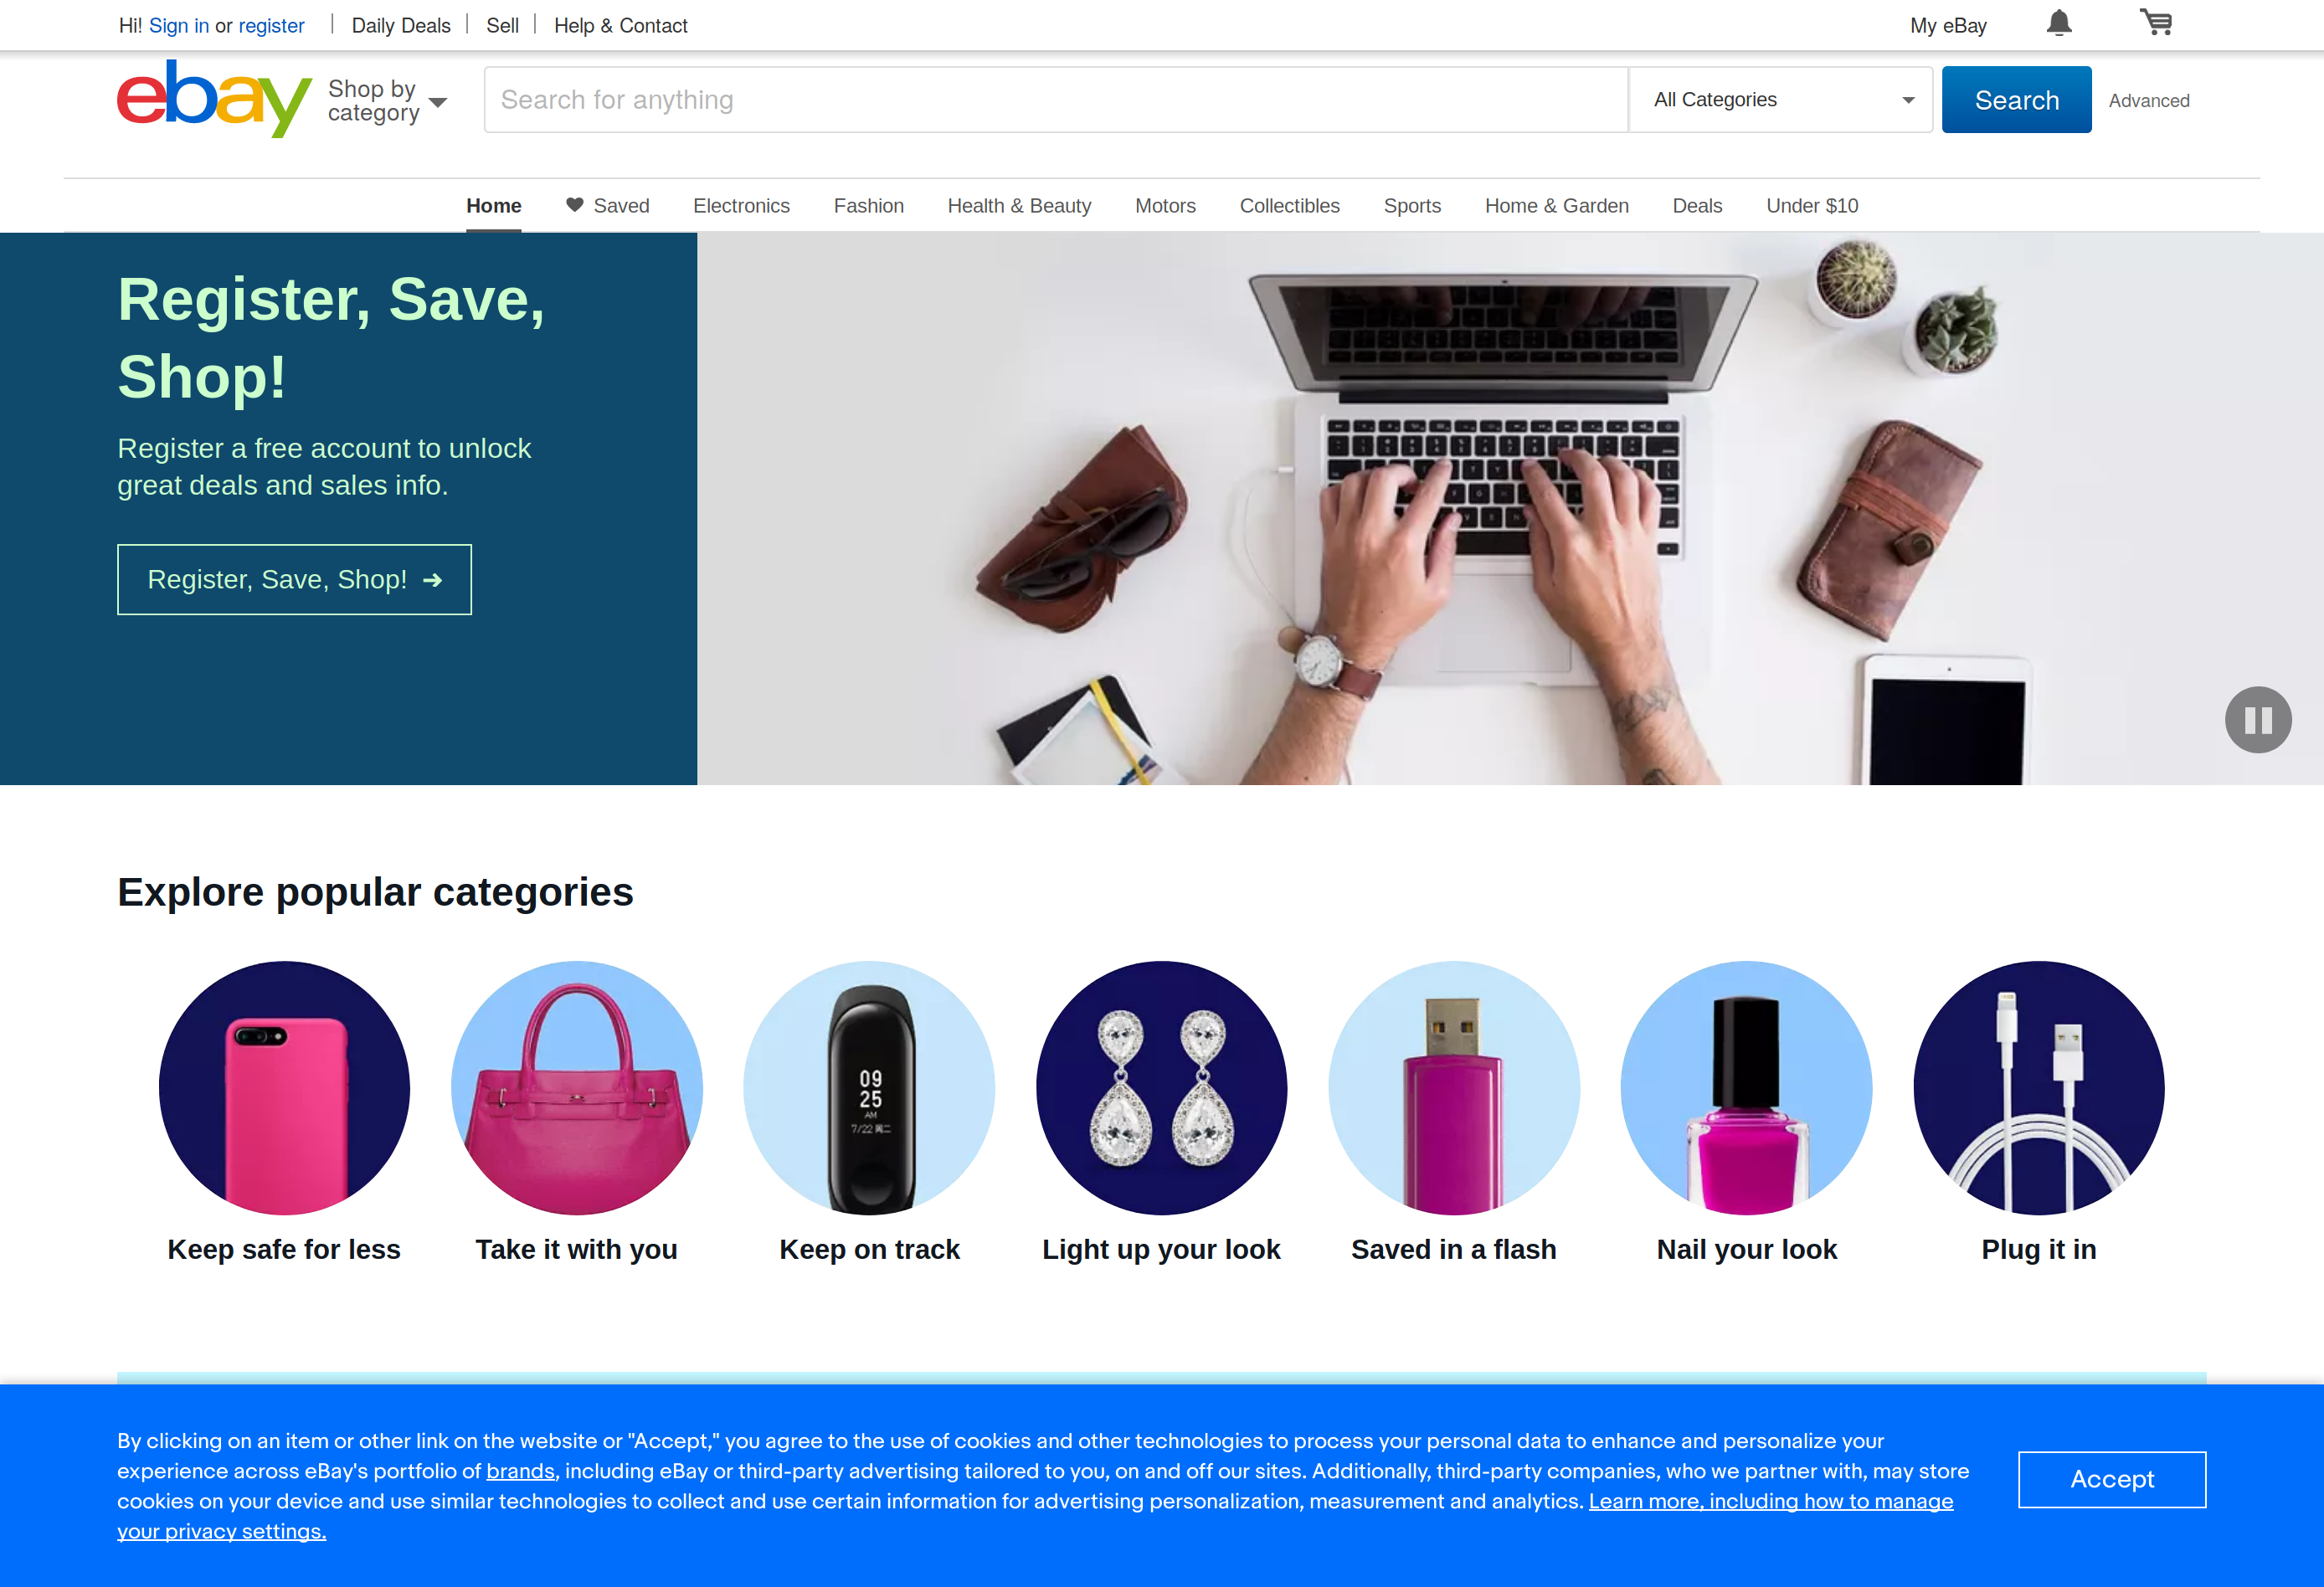 Hi! Sign in or register
Daily Deals
Sell
Help & Contact
My eBay
ebay
Shop by
category
Search for anything
All Categories
Search
Advanced
Home
Saved
Electronics
Fashion
Health & Beauty
Motors
Collectibles
Sports
Home & Garden
Deals
Under $10
Register, Save,
Shop!
Register a free account to unlock
great deals and sales info.
Register, Save, Shop!
Explore popular categories
09
25
AM
7/22 周二
Keep safe for less
Take it with you
Keep on track
Light up your look
Saved in a flash
Nail your look
Plug it in
By clicking on an item or other link on the website or "Accept," you agree to the use of cookies and other technologies to process your personal data to enhance and personalize your
experience across eBay's portfolio of brands, including eBay or third-party advertising tailored to you, on and off our sites. Additionally, third-party companies, who we partner with, may store
cookies on your device and use similar technologies to collect and use certain information for advertising personalization, measurement and analytics. Learn more, including how to manage
your privacy settings.
Accept